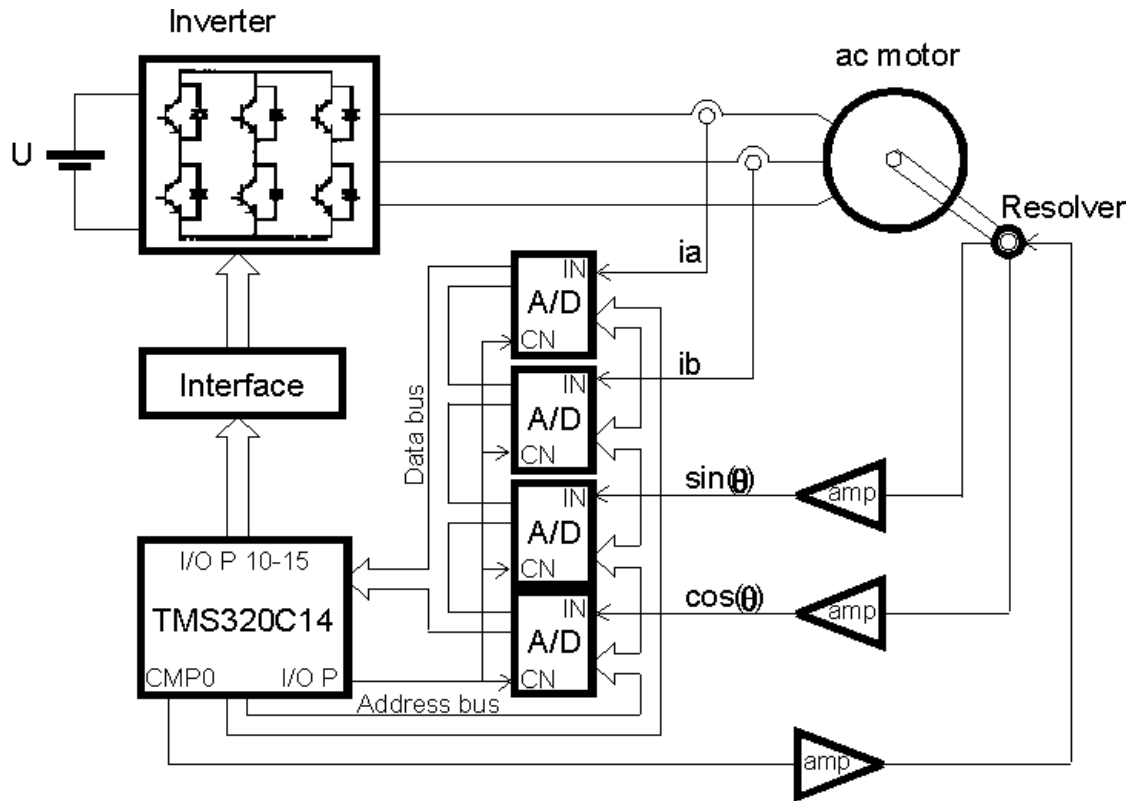 Inverter
ac motor
U
Resolver
ia
IN
A/D
CN
Interface
ib
IN
A/D
CN
Data bus
sin(θ)
amp
IN
A/D
CN
I/O P 10-15
TMS320C14
cos(θ)
amp
IN
A/D
CN
CMP0 I/O P
Address bus
amp